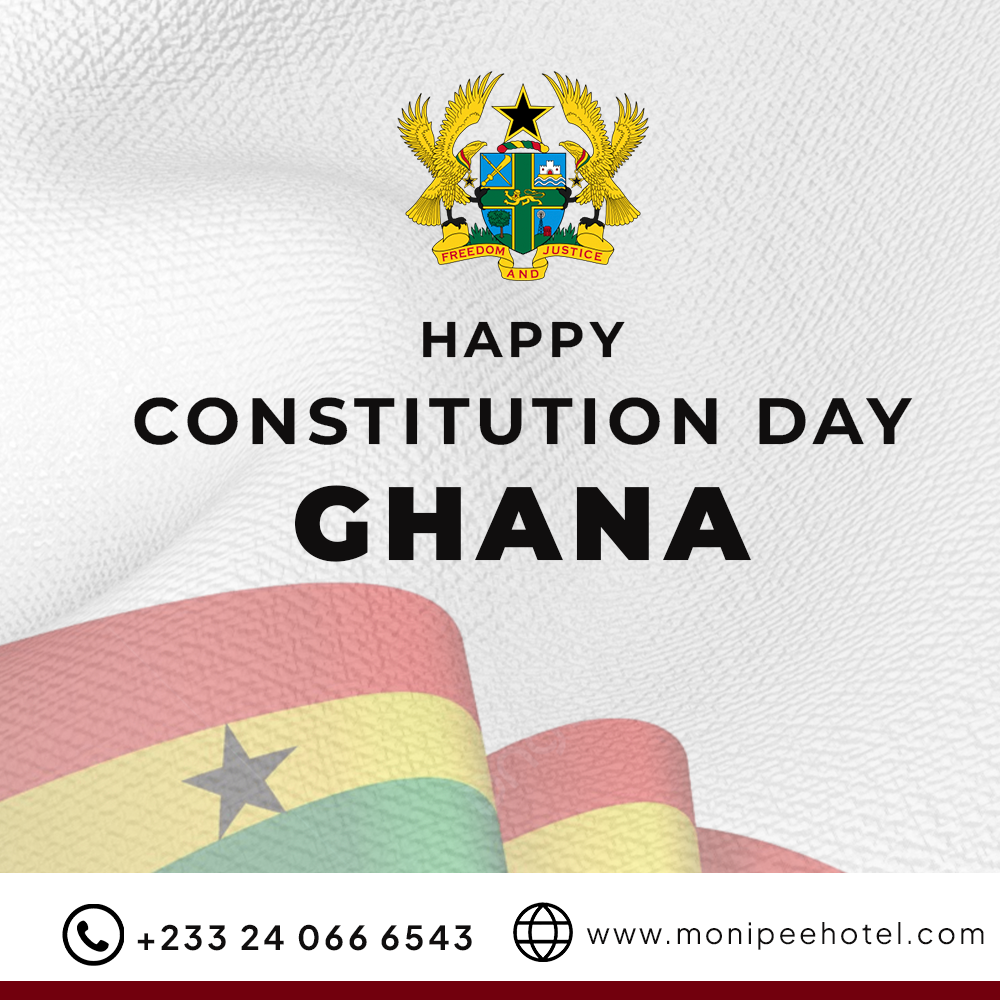 FREEDOM AND JUSTICE
HAPPY
CONSTITUTION DAY
GHANA
+233 24 066 6543
www.monipeehotel.com